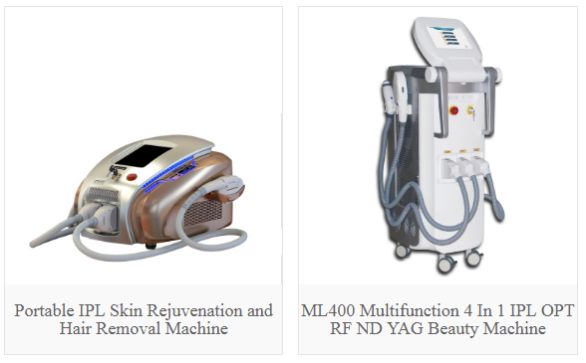 Portable IPL Skin Rejuvenation and
Hair Removal Machine
ML400 Multifunction 4 In 1 IPL OPT
RF ND YAG Beauty Machine